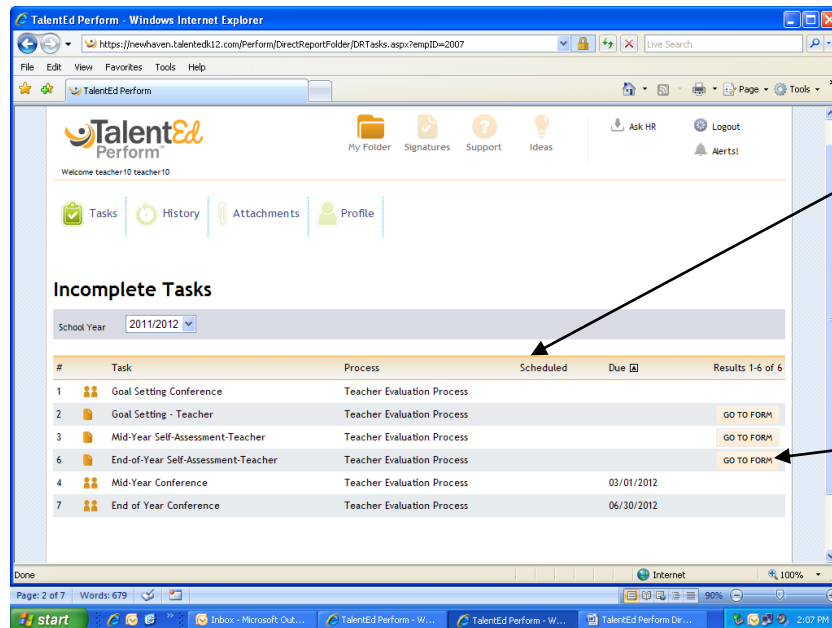 TalentEd Perform - Windows Internet Explorer
https://newhaven.talentedk12.com/Perform/DirectReportFolder/DRTasks.aspx?empID=2007
Live Search
File Edit View Favorites Tools Help
TalentEd Perform
Page Tools
TalentEd
Perform™
My Folder Signatures Support Ideas
Ask HR Logout
Alerts!
Welcome teacher10 teacher10
Tasks History Attachments Profile
Incomplete Tasks
School Year 2011/2012
# Task Process Scheduled Due Results 1-6 of 6
1 Goal Setting Conference Teacher Evaluation Process
2 Goal Setting - Teacher Teacher Evaluation Process GO TO FORM
3 Mid-Year Self-Assessment-Teacher Teacher Evaluation Process GO TO FORM
6 End-of-Year Self-Assessment-Teacher Teacher Evaluation Process GO TO FORM
4 Mid-Year Conference Teacher Evaluation Process 03/01/2012
7 End of Year Conference Teacher Evaluation Process 06/30/2012
Done Internet 100%
Page: 2 of 7 Words: 679 90%
start Inbox - Microsoft Out... TalentEd Perform - W... TalentEd Perform - W... TalentEd Perform Dir... 2:07 PM